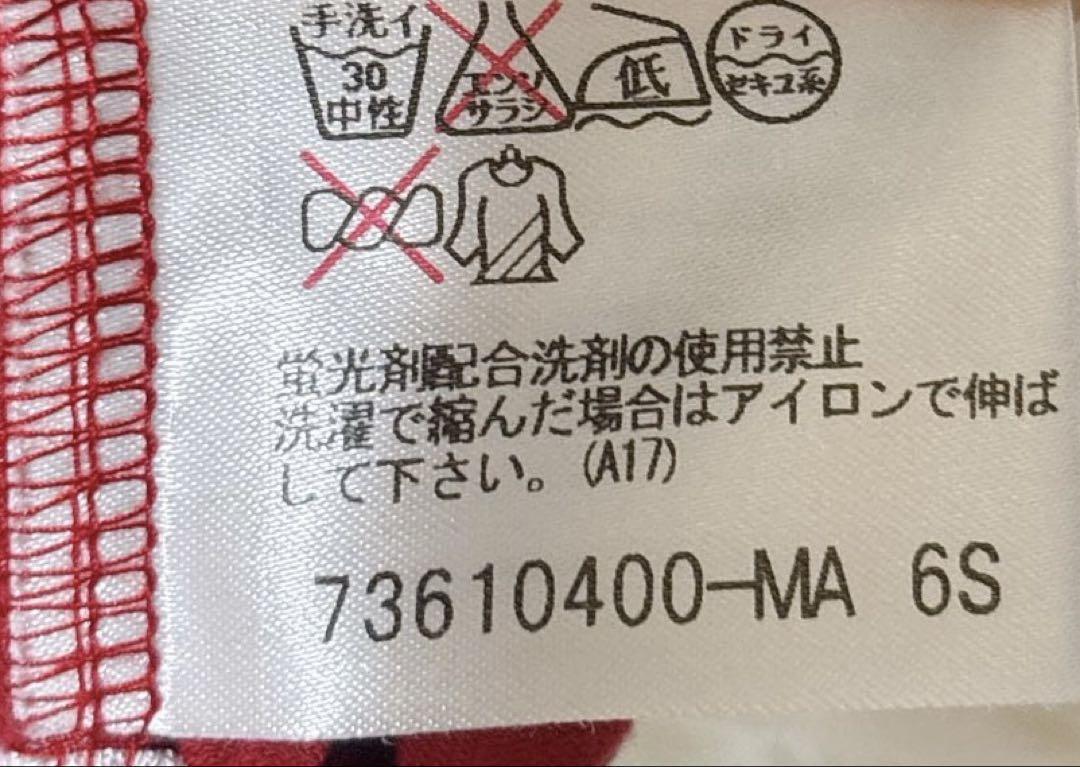 手洗イ
30
中性
エンソ
サラシ
低
ドライ
セキユ系
蛍光剤配合洗剤の使用禁止
洗濯で縮んだ場合はアイロンで伸ば
して下さい。(A17)
73610400-MA 6S